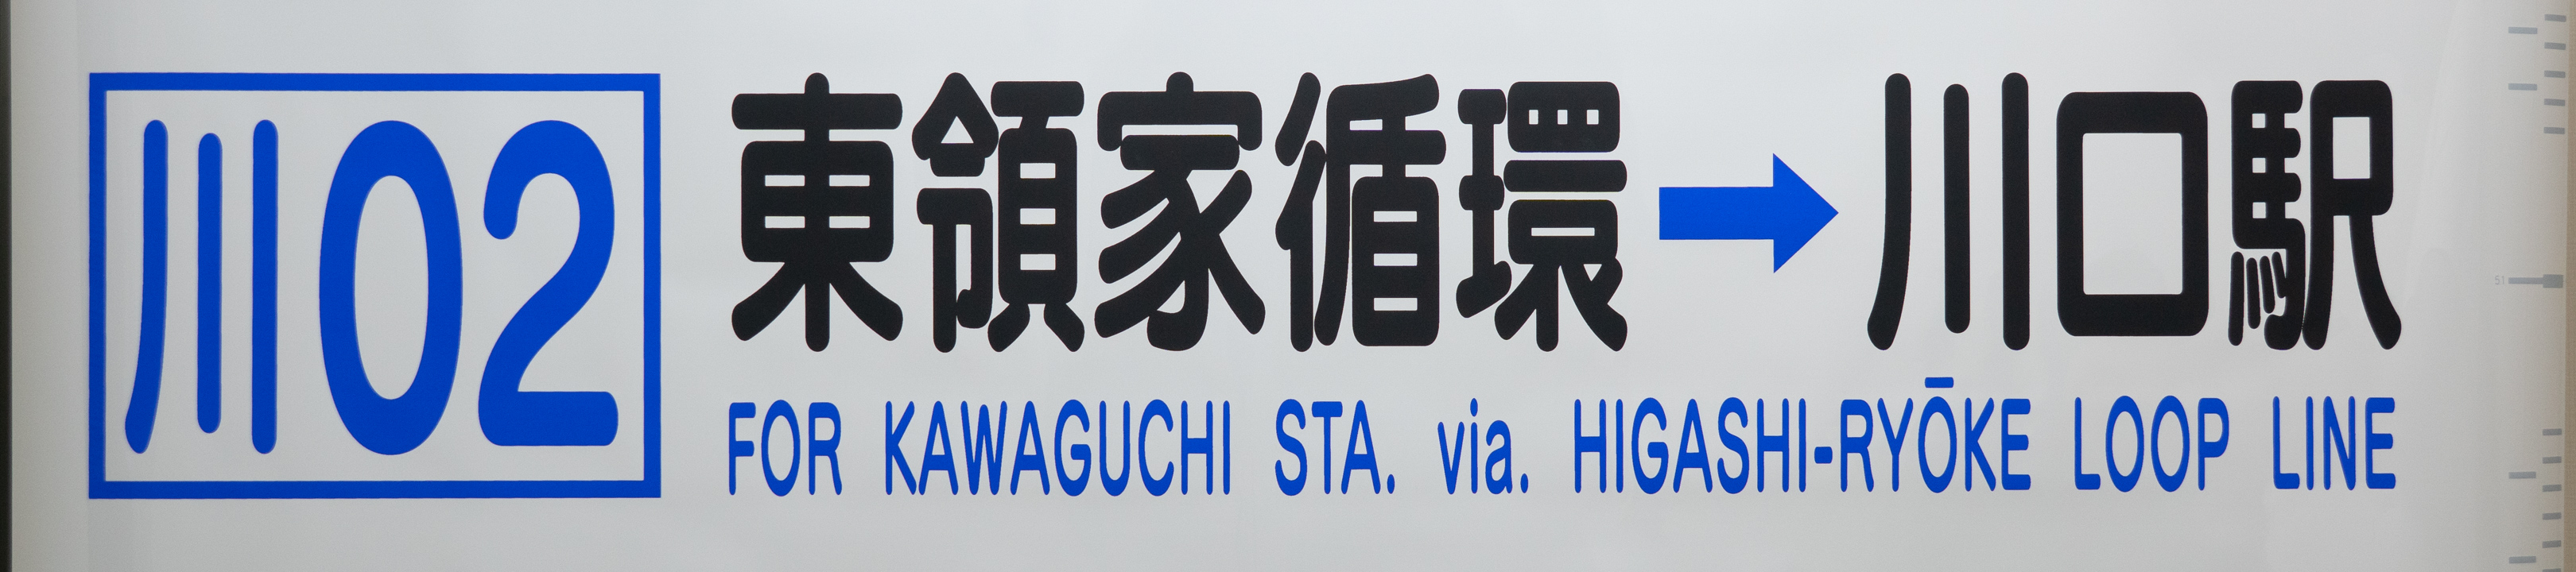 川02 東領家循環→川口駅
FOR KAWAGUCHI STA. via. HIGASHI-RYŌKE LOOP LINE
51